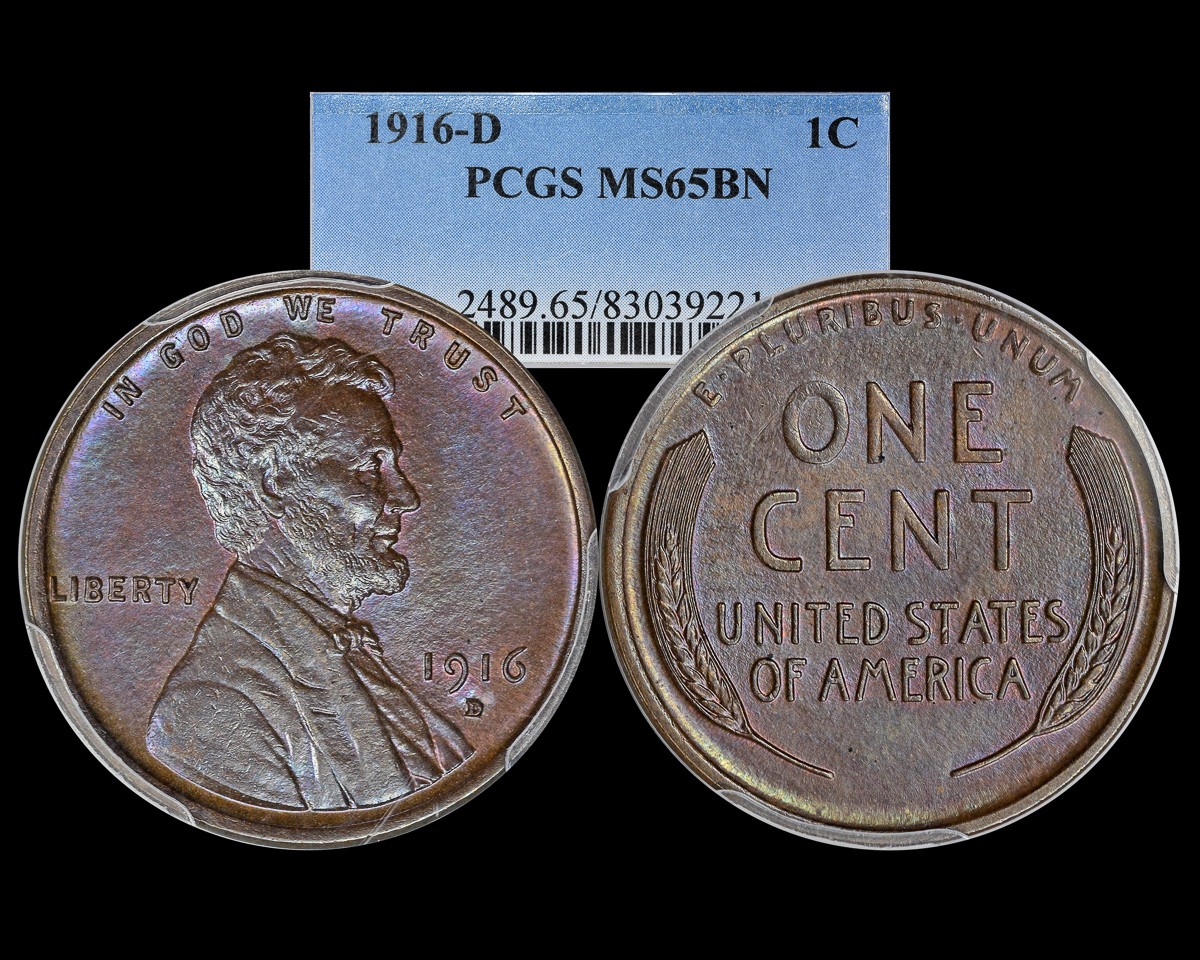 1916-D 1C
PCGS MS65BN
2489.65/83039221
IN GOD WE TRUST
LIBERTY
1916
D
E·PLURIBUS·UNUM
ONE
CENT
UNITED STATES
OF AMERICA